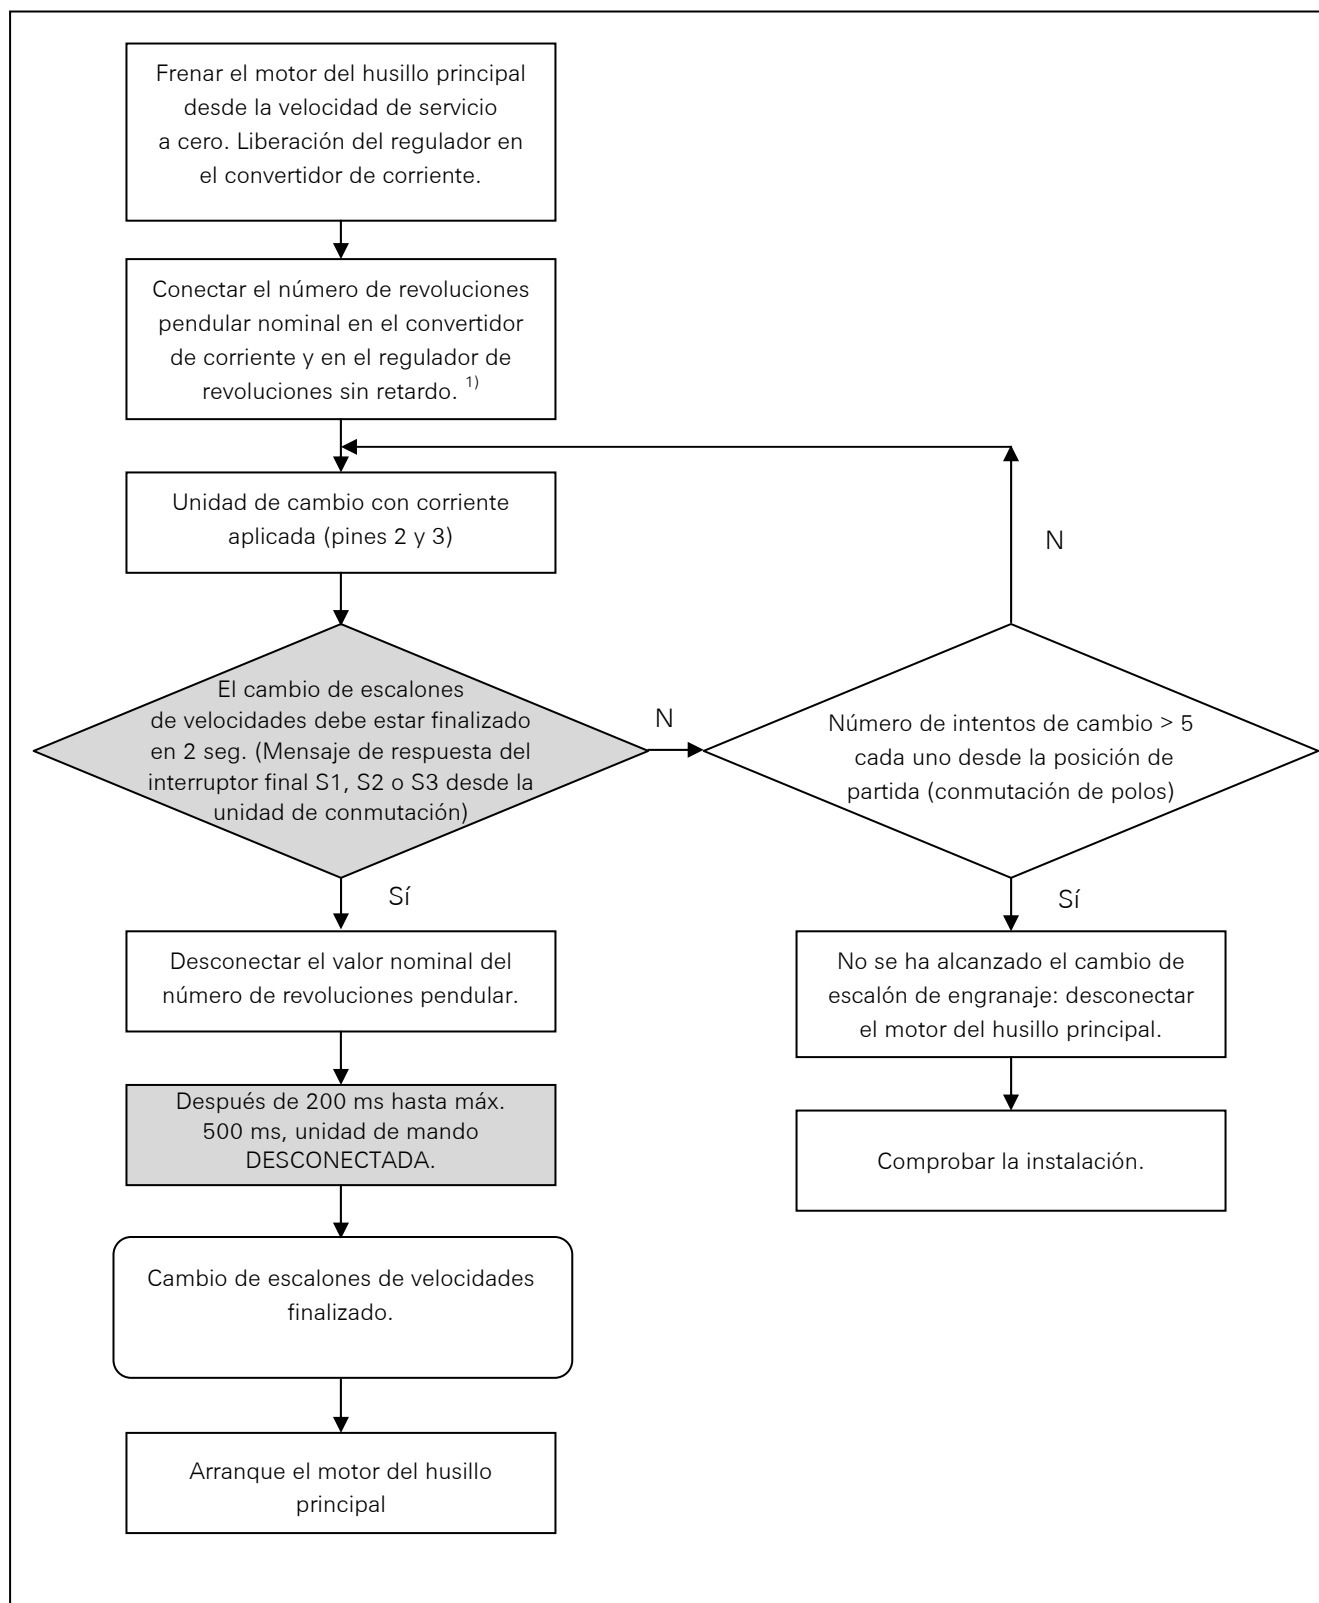 Frenar el motor del husillo principal
desde la velocidad de servicio
a cero. Liberación del regulador en
el convertidor de corriente.
Conectar el número de revoluciones
pendular nominal en el convertidor
de corriente y en el regulador de
revoluciones sin retardo. 1)
Unidad de cambio con corriente
aplicada (pines 2 y 3)
N
El cambio de escalones
de velocidades debe estar finalizado
en 2 seg. (Mensaje de respuesta del
interruptor final S1, S2 o S3 desde la
unidad de conmutación)
N
Número de intentos de cambio > 5
cada uno desde la posición de
partida (conmutación de polos)
Sí
Sí
Desconectar el valor nominal del
número de revoluciones pendular.
No se ha alcanzado el cambio de
escalón de engranaje: desconectar
el motor del husillo principal.
Después de 200 ms hasta máx.
500 ms, unidad de mando
DESCONECTADA.
Comprobar la instalación.
Cambio de escalones de velocidades
finalizado.
Arranque el motor del husillo
principal